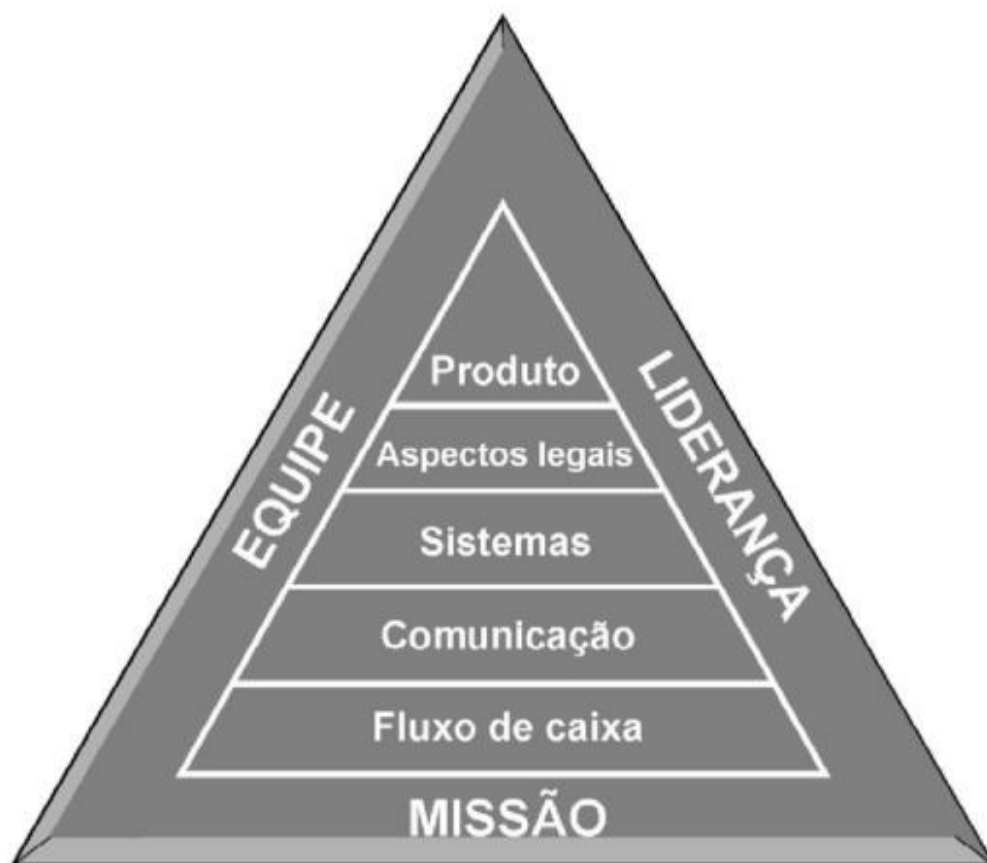 Produto
LIDERANÇA
EQUIPE
Aspectos legais
Sistemas
Comunicação
Fluxo de caixa
MISSÃO